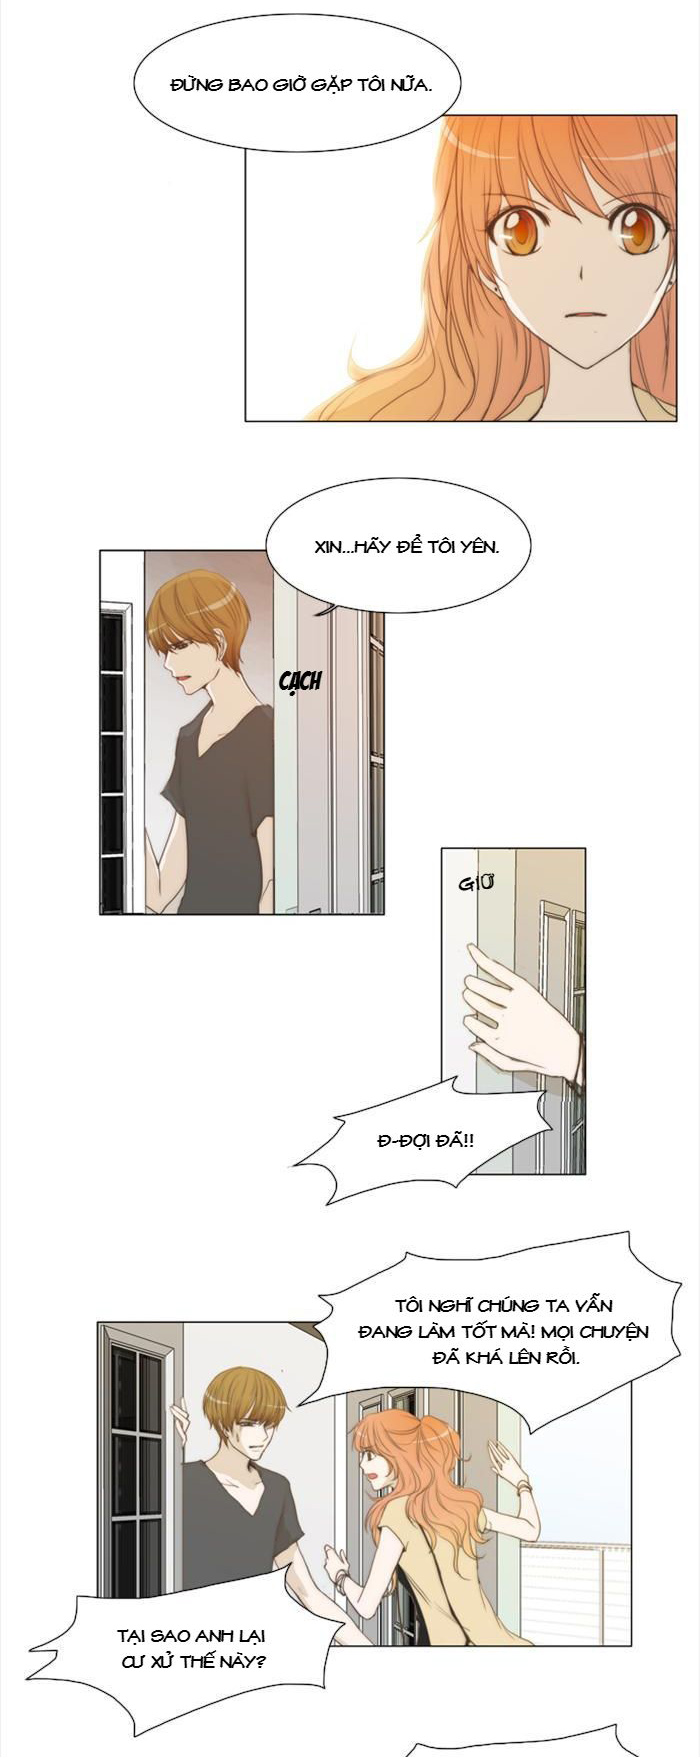 ĐỪNG BAO GIỜ GẶP TÔI NỮA.
XIN...HÃY ĐỂ TÔI YÊN.
CẠCH
GIỮ
Đ-ĐỢI ĐÃ!!
TÔI NGHĨ CHÚNG TA VẪN
ĐANG LÀM TỐT MÀ! MỌI CHUYỆN
ĐÃ KHÁ LÊN RỒI.
TẠI SAO ANH LẠI
CƯ XỬ THẾ NÀY?